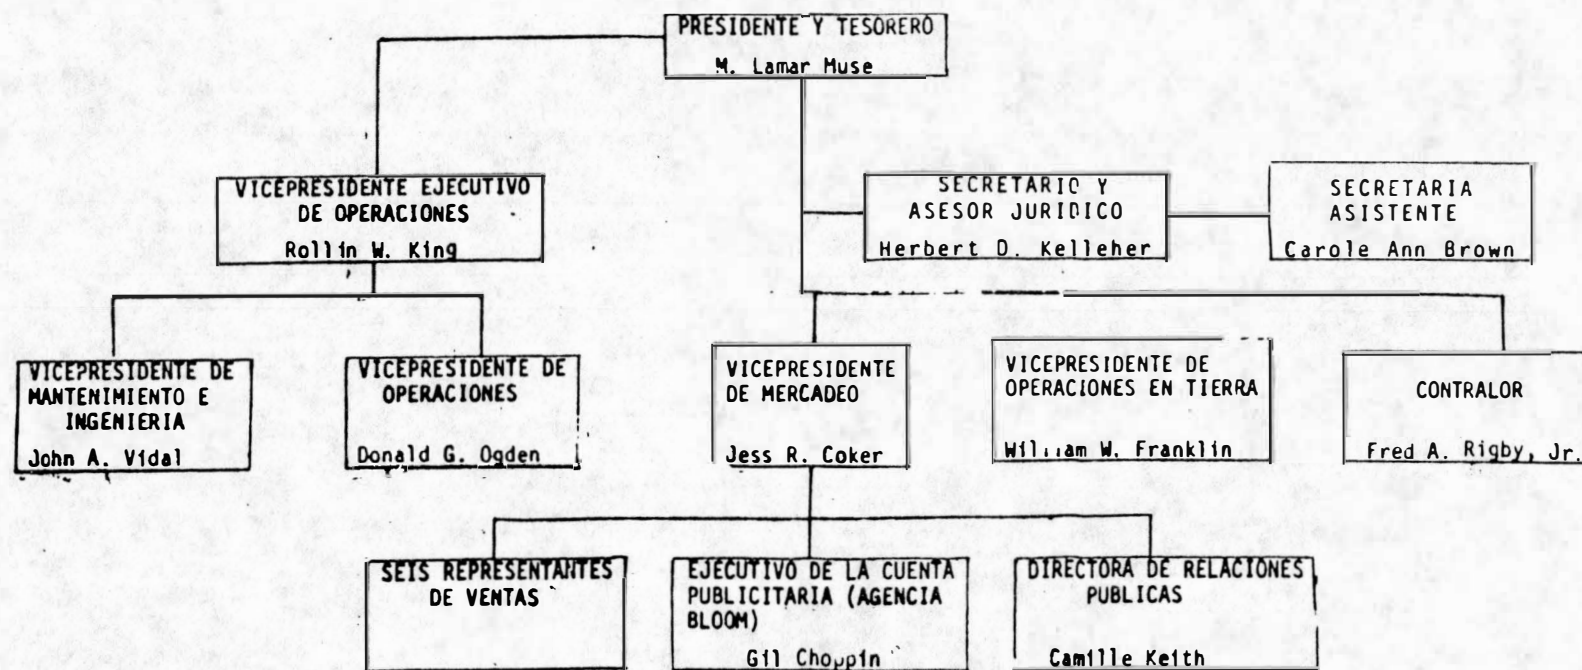 PRESIDENTE Y TESORERO
M. Lamar Muse
VICEPRESIDENTE EJECUTIVO
DE OPERACIONES
Rollin W. King
SECRETARIO Y
ASESOR JURIDICO
Herbert D. Kelleher
SECRETARIA
ASISTENTE
Carole Ann Brown
VICEPRESIDENTE DE
MANTENIMIENTO E
INGENIERIA
John A. Vidal
VICEPRESIDENTE DE
OPERACIONES
Donald G. Ogden
VICEPRESIDENTE
DE MERCADEO
Jess R. Coker
VICEPRESIDENTE DE
OPERACIONES EN TIERRA
William W. Franklin
CONTRALOR
Fred A. Rigby, Jr.
SEIS REPRESENTANTES
DE VENTAS
EJECUTIVO DE LA CUENTA
PUBLICITARIA (AGENCIA
BLOOM)
Gil Choppin
DIRECTORA DE RELACIONES
PUBLICAS
Camille Keith